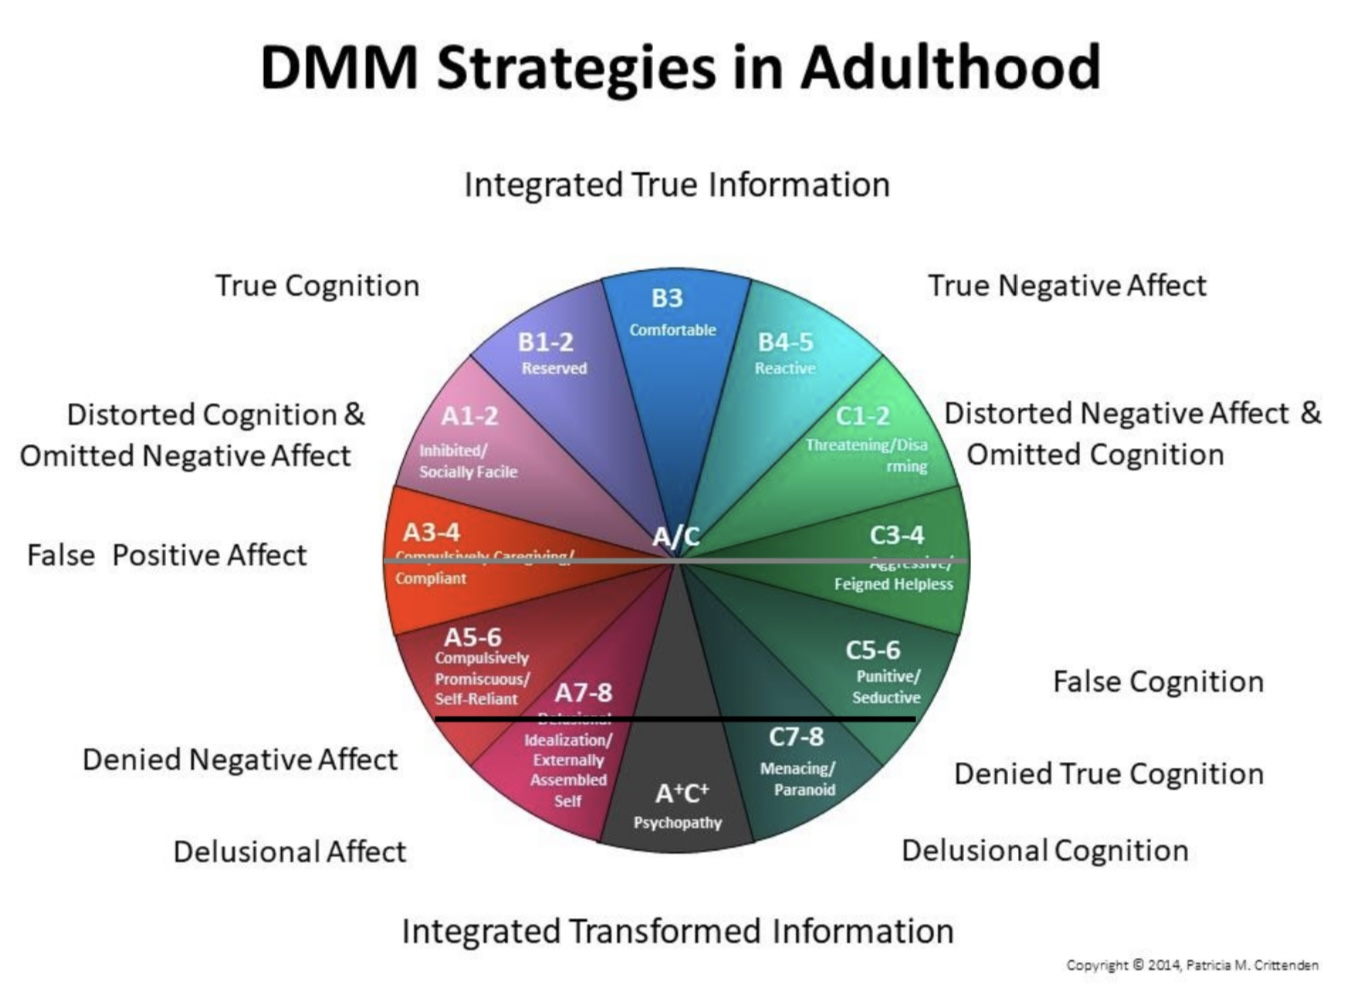 DMM Strategies in Adulthood
Integrated True Information
True Cognition
True Negative Affect
B3
Comfortable
B1-2
Reserved
B4-5
Reactive
Distorted Cognition &
Omitted Negative Affect
A1-2
Inhibited/
Socially Facile
C1-2
Threatening/Disa
rming
Distorted Negative Affect &
Omitted Cognition
A/C
False Positive Affect
A3-4
Compulsively Caregiving/
Compliant
C3-4
Aggressive/
Feigned Helpless
A5-6
Compulsively
Promiscuous/
Self-Reliant
C5-6
Punitive/
Seductive
False Cognition
A7-8
Delusional
Idealization/
Externally
Assembled
Self
C7-8
Menacing/
Paranoid
Denied Negative Affect
Denied True Cognition
A⁺C⁺
Psychopathy
Delusional Affect
Delusional Cognition
Integrated Transformed Information
Copyright © 2014, Patricia M. Crittenden